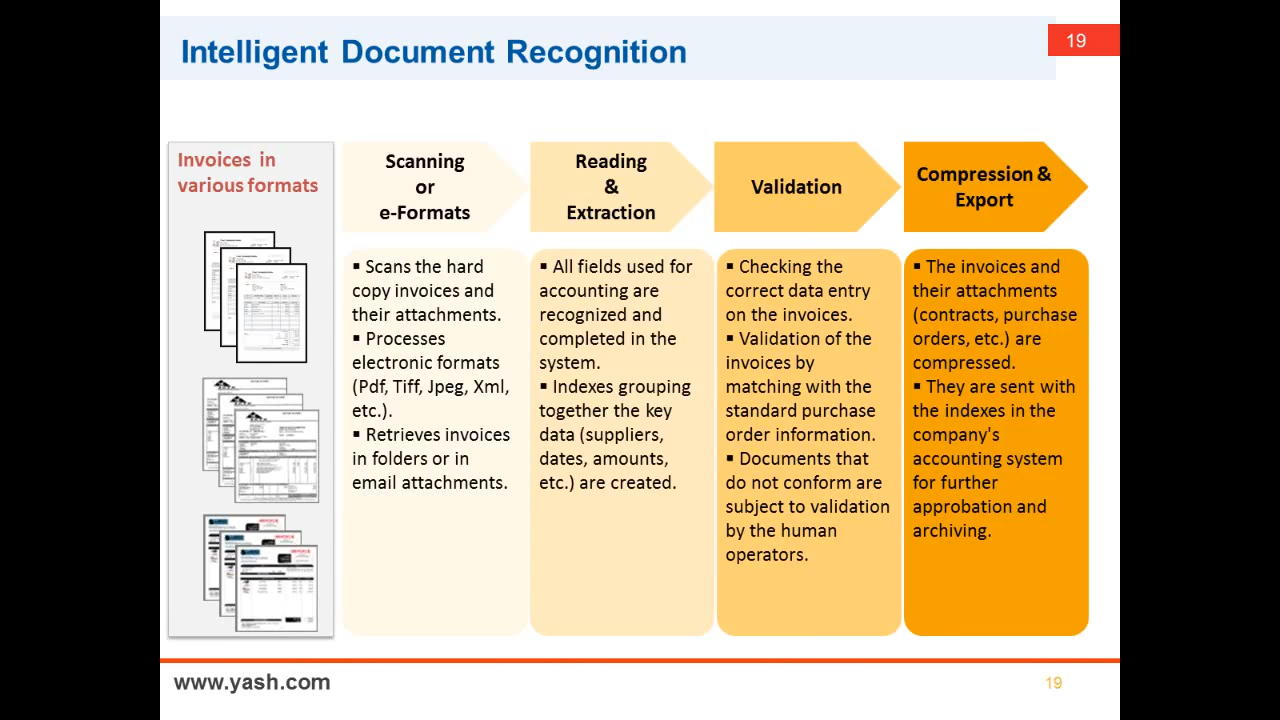 Intelligent Document Recognition
19
Invoices in
various formats
Scanning
or
e-Formats
Reading
&
Extraction
Validation
Compression &
Export
▪ Scans the hard
copy invoices and
their attachments.
▪ Processes
electronic formats
(Pdf, Tiff, Jpeg, Xml,
etc.).
▪ Retrieves invoices
in folders or in
email attachments.
▪ All fields used for
accounting are
recognized and
completed in the
system.
▪ Indexes grouping
together the key
data (suppliers,
dates, amounts,
etc.) are created.
▪ Checking the
correct data entry
on the invoices.
▪ Validation of the
invoices by
matching with the
standard purchase
order information.
▪ Documents that
do not conform are
subject to validation
by the human
operators.
▪ The invoices and
their attachments
(contracts, purchase
orders, etc.) are
compressed.
▪ They are sent with
the indexes in the
company's
accounting system
for further
approbation and
archiving.
www.yash.com
19